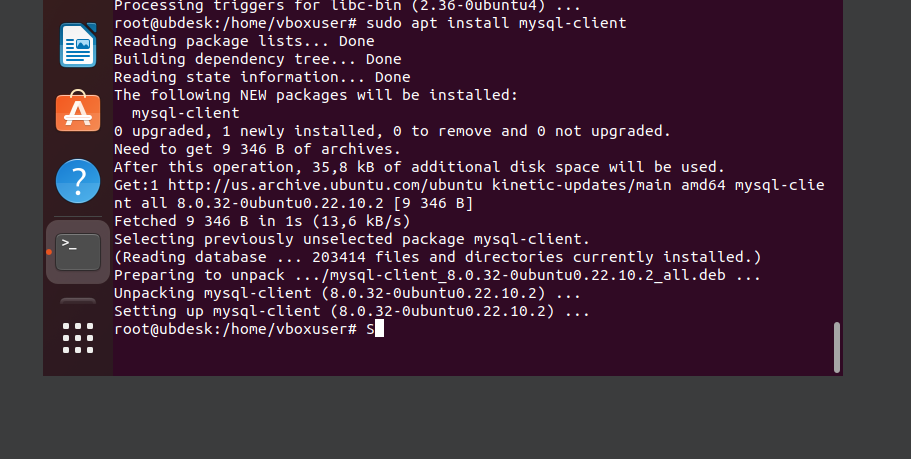 Processing triggers for libc-bin (2.36-0ubuntu4) ...
root@ubdesk:/home/vboxuser# sudo apt install mysql-client
Reading package lists... Done
Building dependency tree... Done
Reading state information... Done
The following NEW packages will be installed:
  mysql-client
0 upgraded, 1 newly installed, 0 to remove and 0 not upgraded.
Need to get 9 346 B of archives.
After this operation, 35,8 kB of additional disk space will be used.
Get:1 http://us.archive.ubuntu.com/ubuntu kinetic-updates/main amd64 mysql-clie
nt all 8.0.32-0ubuntu0.22.10.2 [9 346 B]
Fetched 9 346 B in 1s (13,6 kB/s)
Selecting previously unselected package mysql-client.
(Reading database ... 203414 files and directories currently installed.)
Preparing to unpack .../mysql-client_8.0.32-0ubuntu0.22.10.2_all.deb ...
Unpacking mysql-client (8.0.32-0ubuntu0.22.10.2) ...
Setting up mysql-client (8.0.32-0ubuntu0.22.10.2) ...
root@ubdesk:/home/vboxuser# S